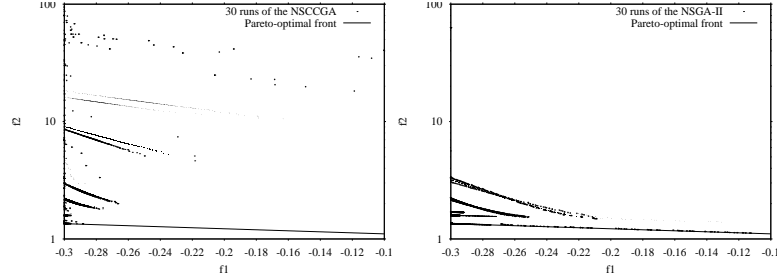 100
30 runs of the NSCCGA
Pareto-optimal front
f2
10
1
-0.3 -0.28 -0.26 -0.24 -0.22 -0.2 -0.18 -0.16 -0.14 -0.12 -0.1
f1
100
30 runs of the NSGA-II
Pareto-optimal front
f2
10
1
-0.3 -0.28 -0.26 -0.24 -0.22 -0.2 -0.18 -0.16 -0.14 -0.12 -0.1
f1